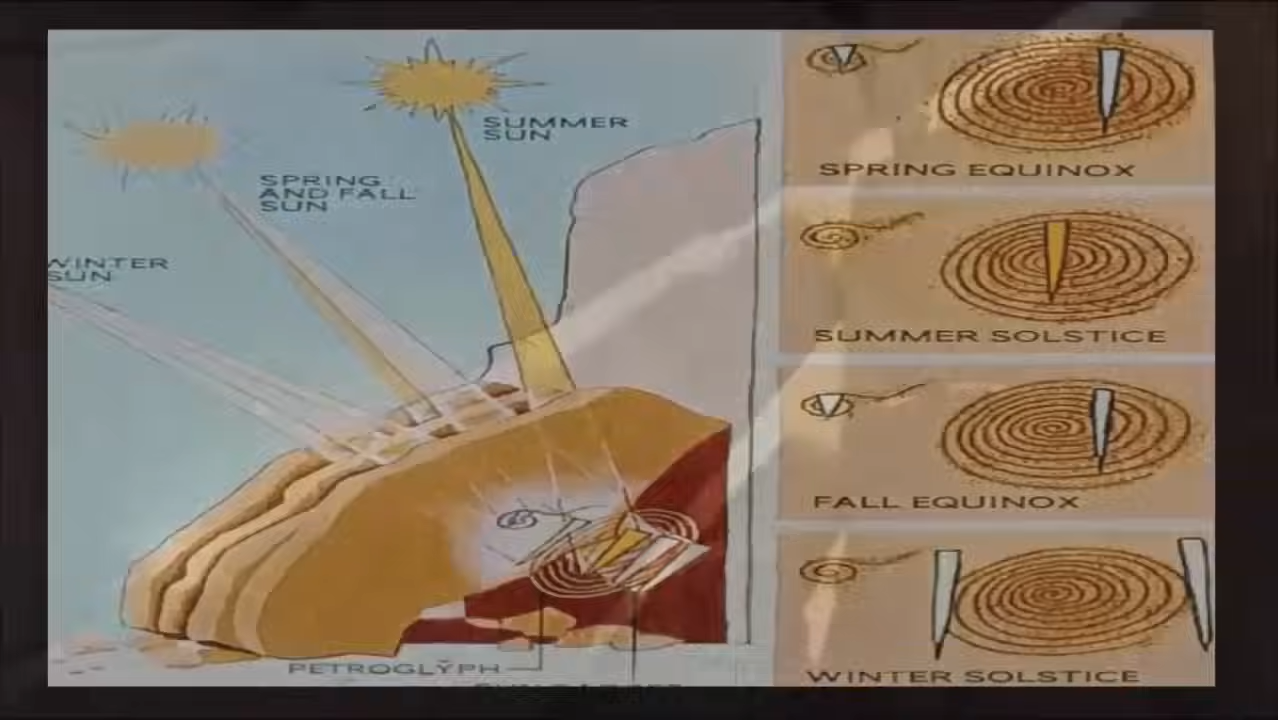 SUMMER
SUN
SPRING
AND FALL
SUN
WINTER
SUN
PETROGLYPH
SPRING EQUINOX
SUMMER SOLSTICE
FALL EQUINOX
WINTER SOLSTICE